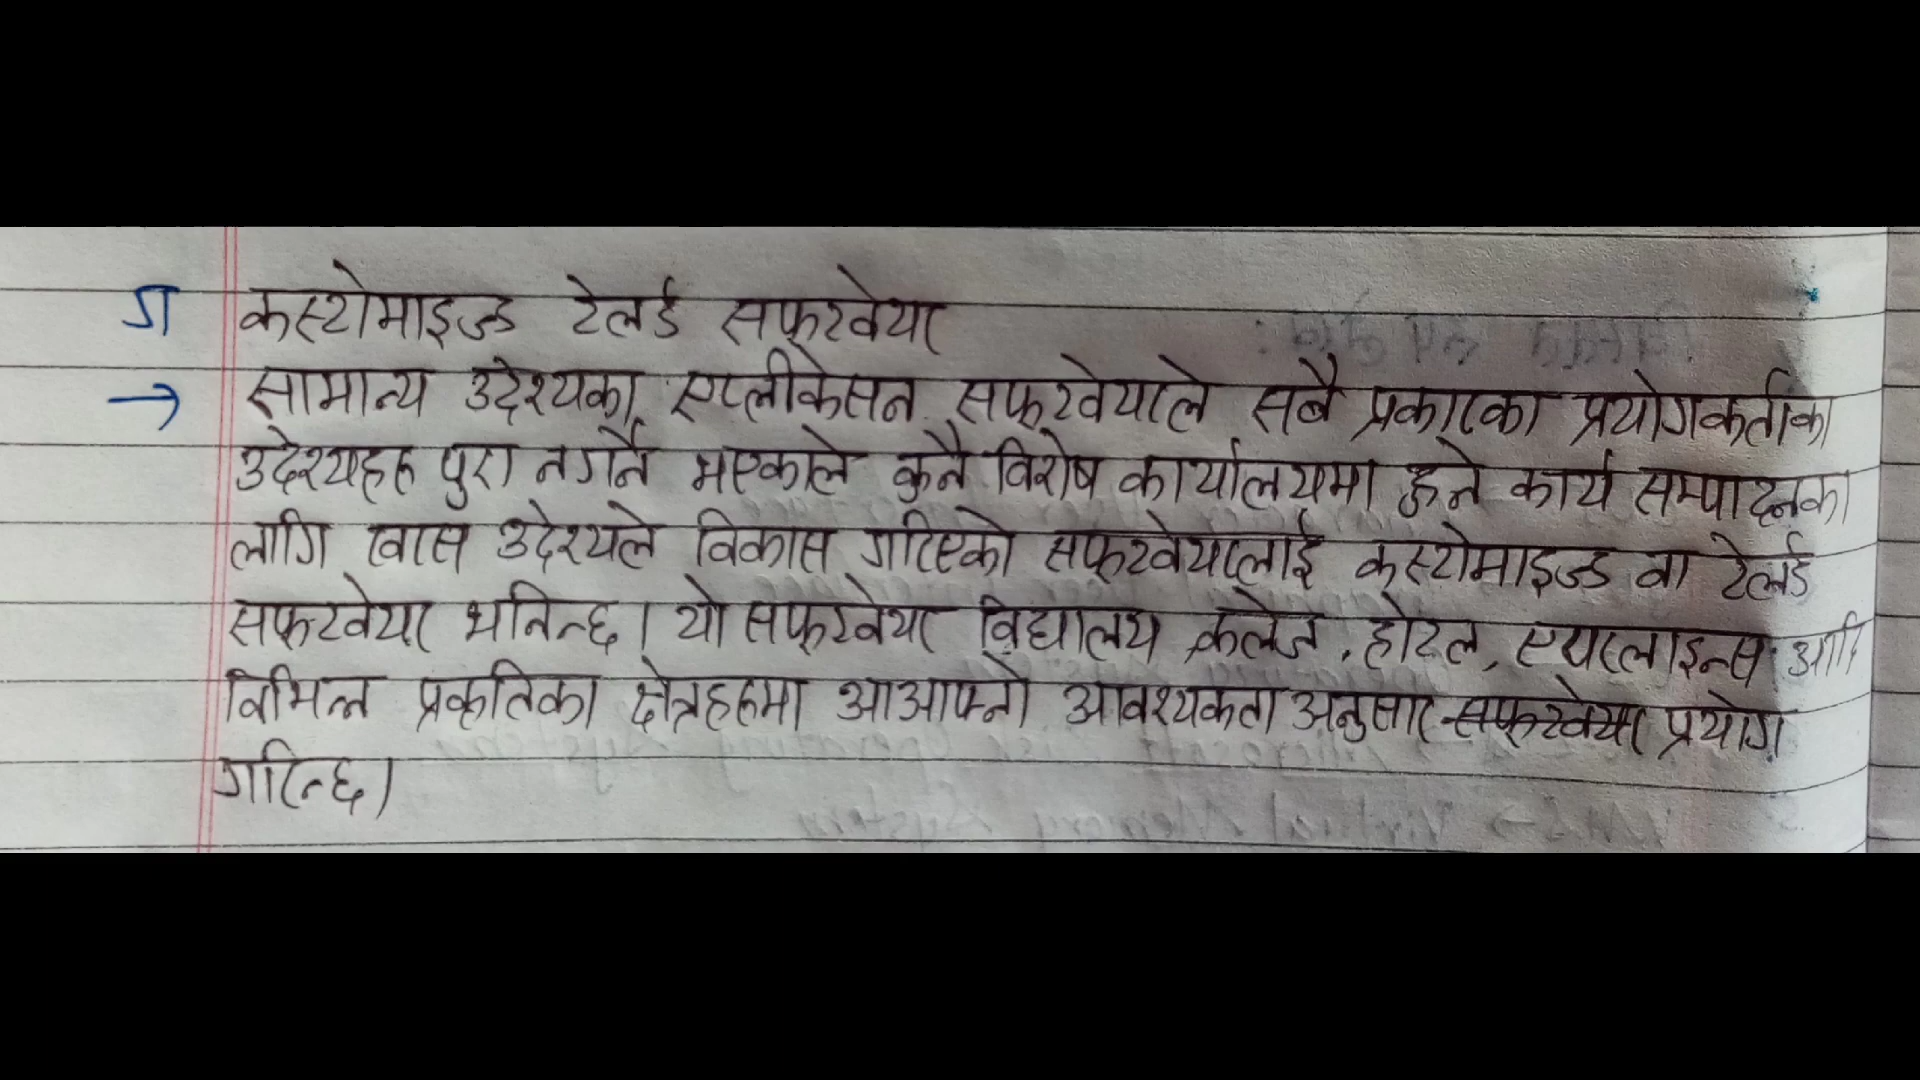 ग कस्टोमाइज्ड टेलर्ड सफ्टवेयर
→ सामान्य उदेश्यका एप्लीकेसन सफ्टवेयरले सबै प्रकारका प्रयोगकर्ताका
उदेश्यहरु पुरा नगर्ने भएकाले कुनै विशेष कार्यालयमा हुने कार्य सम्पादनका
लागि खास उदेश्यले विकास गरिएको सफ्टवेयरलाई कस्टोमाइज्ड वा टेलर्ड
सफ्टवेयर भनिन्छ। यो सफ्टवेयर विद्यालय, कलेज, होटल, एयरलाइन्स आदि
विभिन्न प्रकृतिका क्षेत्रहरुमा आआफ्नो आवश्यकता अनुसार सफ्टवेयर प्रयोग
गरिन्छ।